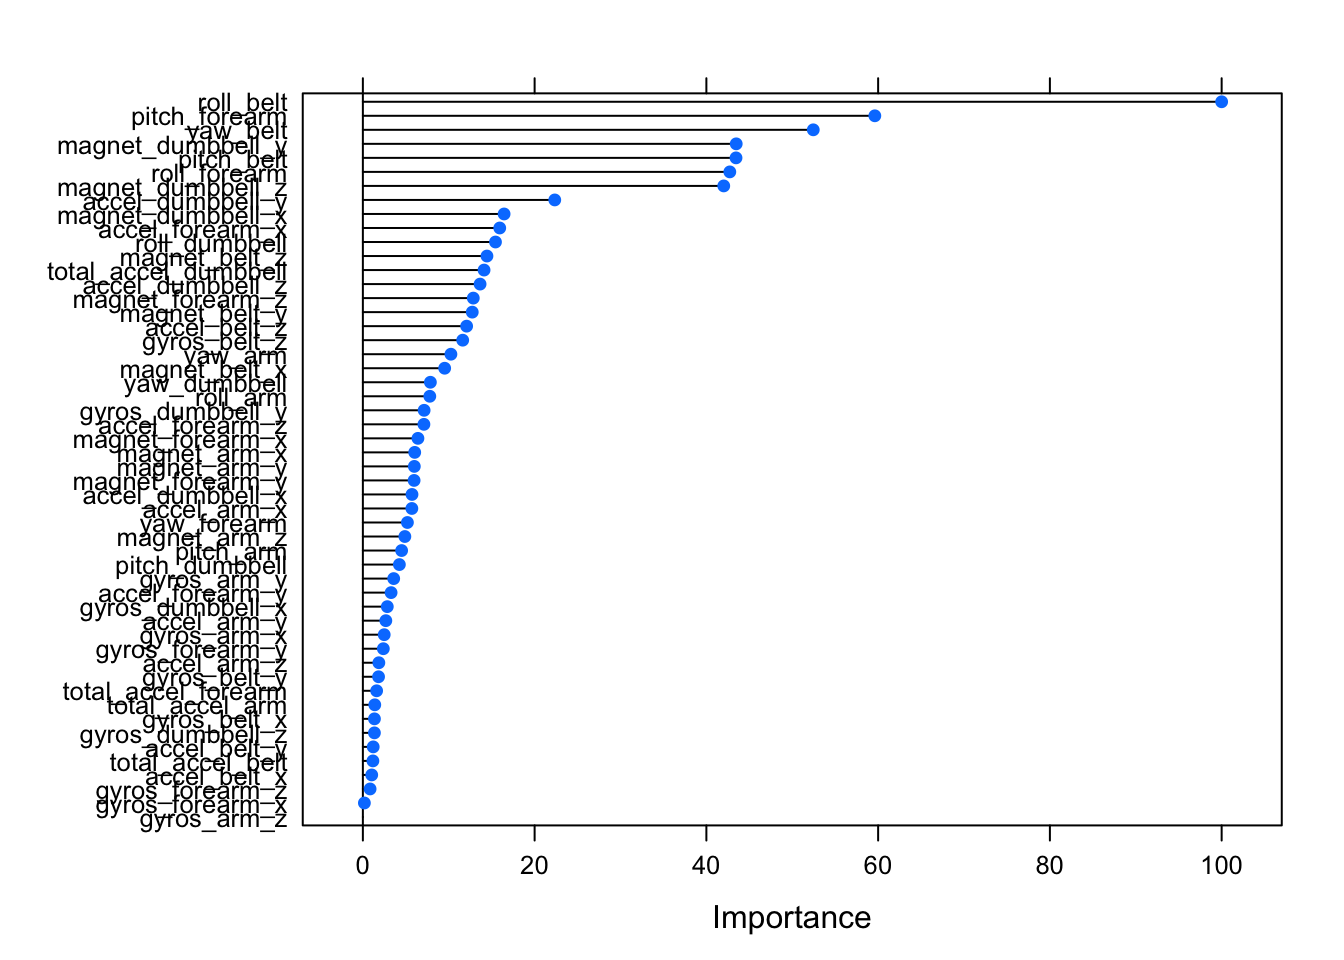 roll_belt
pitch_forearm
yaw_belt
magnet_dumbbell_y
pitch_belt
roll_forearm
magnet_dumbbell_z
accel_dumbbell_y
magnet_dumbbell_x
accel_forearm_x
roll_dumbbell
magnet_belt_z
total_accel_dumbbell
accel_dumbbell_z
magnet_forearm_z
magnet_belt_y
accel_belt_z
gyros_belt_z
yaw_arm
magnet_belt_x
yaw_dumbbell
roll_arm
gyros_dumbbell_y
accel_forearm_z
magnet_forearm_x
magnet_arm_x
magnet_arm_y
magnet_forearm_y
accel_dumbbell_x
accel_arm_x
yaw_forearm
magnet_arm_z
pitch_arm
pitch_dumbbell
gyros_arm_y
accel_forearm_y
gyros_dumbbell_x
accel_arm_y
gyros_arm_x
gyros_forearm_y
accel_arm_z
gyros_belt_y
total_accel_forearm
total_accel_arm
gyros_belt_x
gyros_dumbbell_z
accel_belt_y
total_accel_belt
accel_belt_x
gyros_forearm_z
gyros_forearm_x
gyros_arm_z
0 20 40 60 80 100
Importance